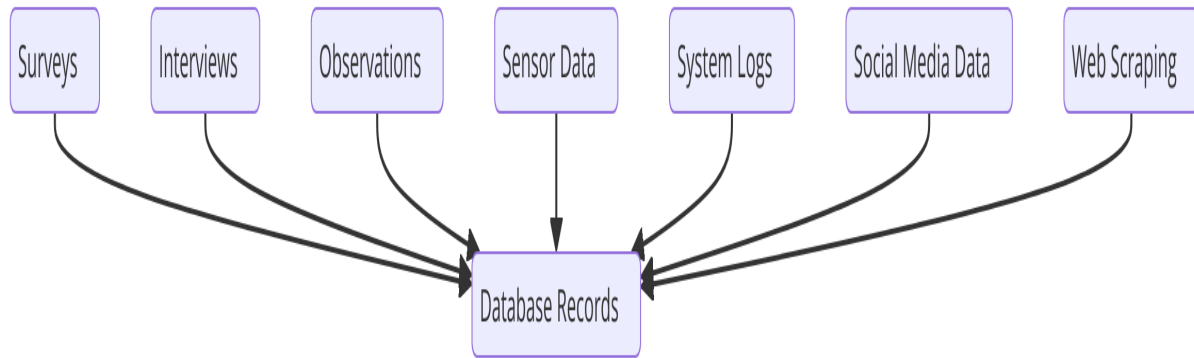 Surveys
Interviews
Observations
Sensor Data
System Logs
Social Media Data
Web Scraping
Database Records